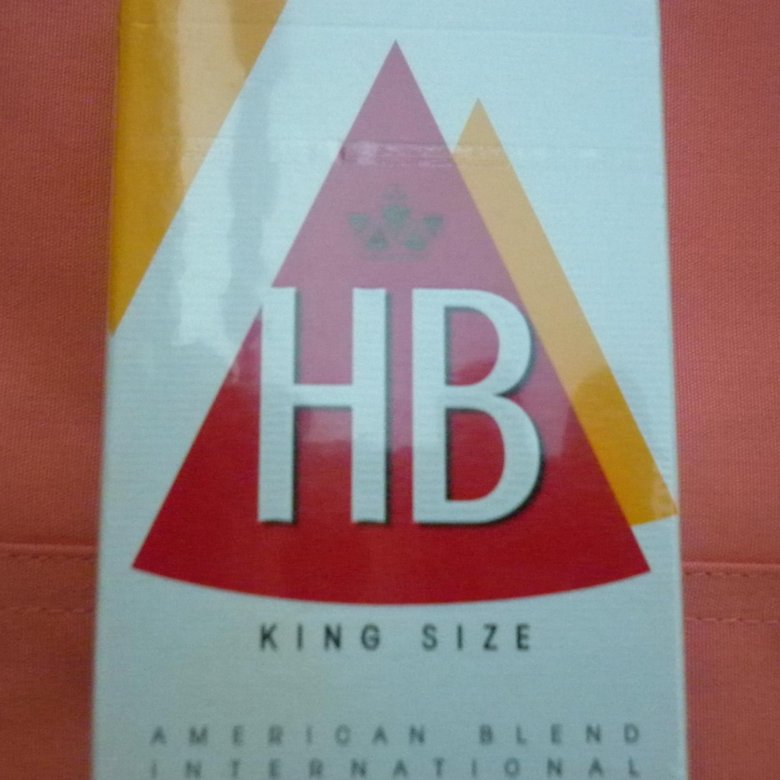 HB
KING SIZE
AMERICAN BLEND
INTERNATIONAL